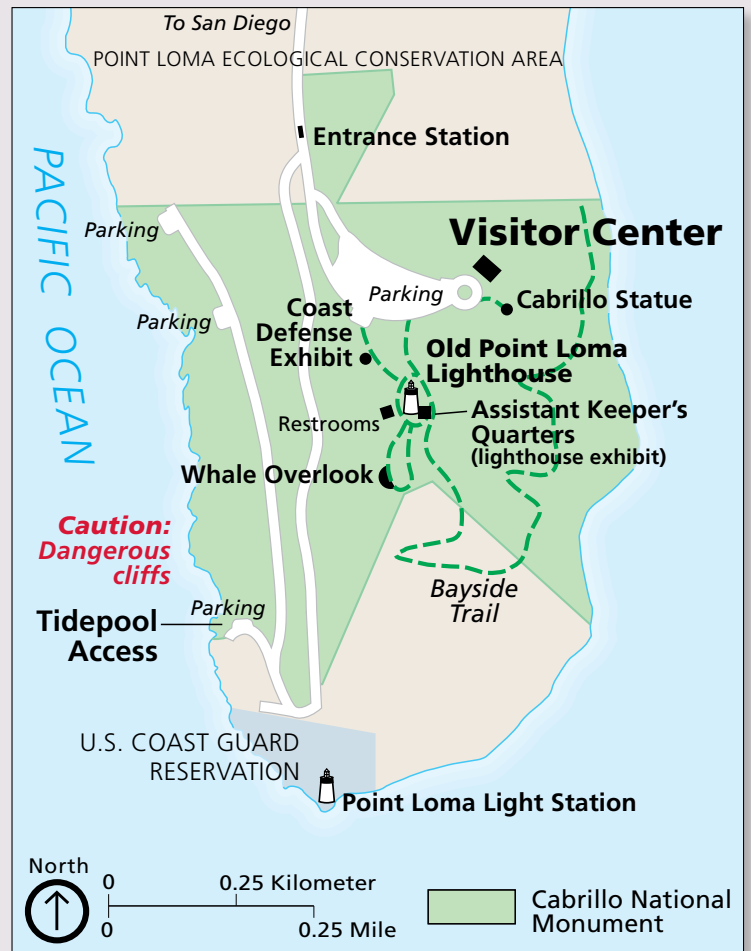 To San Diego
POINT LOMA ECOLOGICAL CONSERVATION AREA
Entrance Station
PACIFIC OCEAN
Parking
Visitor Center
Parking
Cabrillo Statue
Parking
Coast
Defense
Exhibit
Old Point Loma
Lighthouse
Restrooms
Assistant Keeper's
Quarters
(lighthouse exhibit)
Whale Overlook
Caution:
Dangerous
cliffs
Bayside
Trail
Parking
Tidepool
Access
U.S. COAST GUARD
RESERVATION
Point Loma Light Station
North
0
0.25 Kilometer
0
0.25 Mile
Cabrillo National
Monument